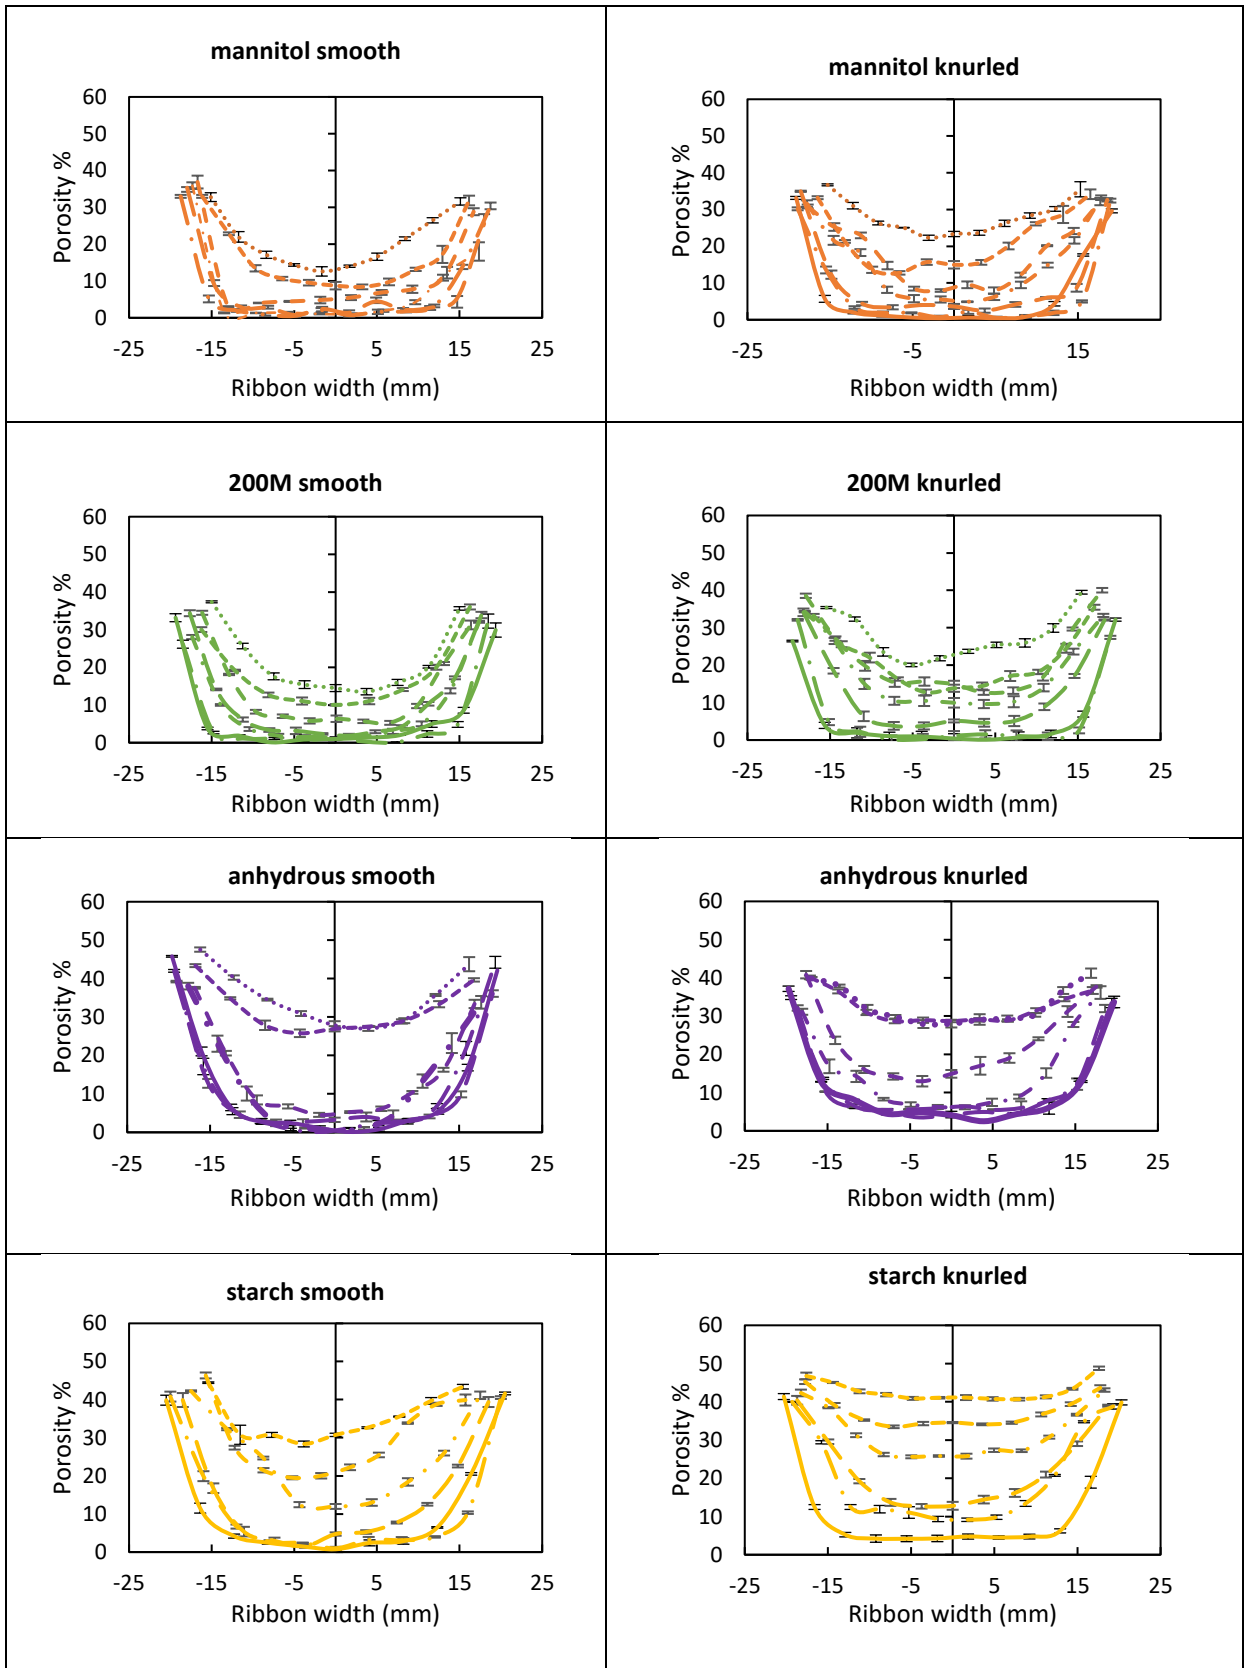 mannitol smooth
60
50
40
30
20
10
0
-25 -15 -5 5 15 25
Porosity %
Ribbon width (mm)
mannitol knurled
60
50
40
30
20
10
0
-25 -5 15
Porosity %
Ribbon width (mm)
200M smooth
60
50
40
30
20
10
0
-25 -15 -5 5 15 25
Porosity %
Ribbon width (mm)
200M knurled
60
50
40
30
20
10
0
-25 -15 -5 5 15 25
Porosity %
Ribbon width (mm)
anhydrous smooth
60
50
40
30
20
10
0
-25 -15 -5 5 15 25
Porosity %
Ribbon width (mm)
anhydrous knurled
60
50
40
30
20
10
0
-25 -15 -5 5 15 25
Porosity %
Ribbon width (mm)
starch smooth
60
50
40
30
20
10
0
-25 -15 -5 5 15 25
Porosity %
Ribbon width (mm)
starch knurled
60
50
40
30
20
10
0
-25 -15 -5 5 15 25
Porosity %
Ribbon width (mm)